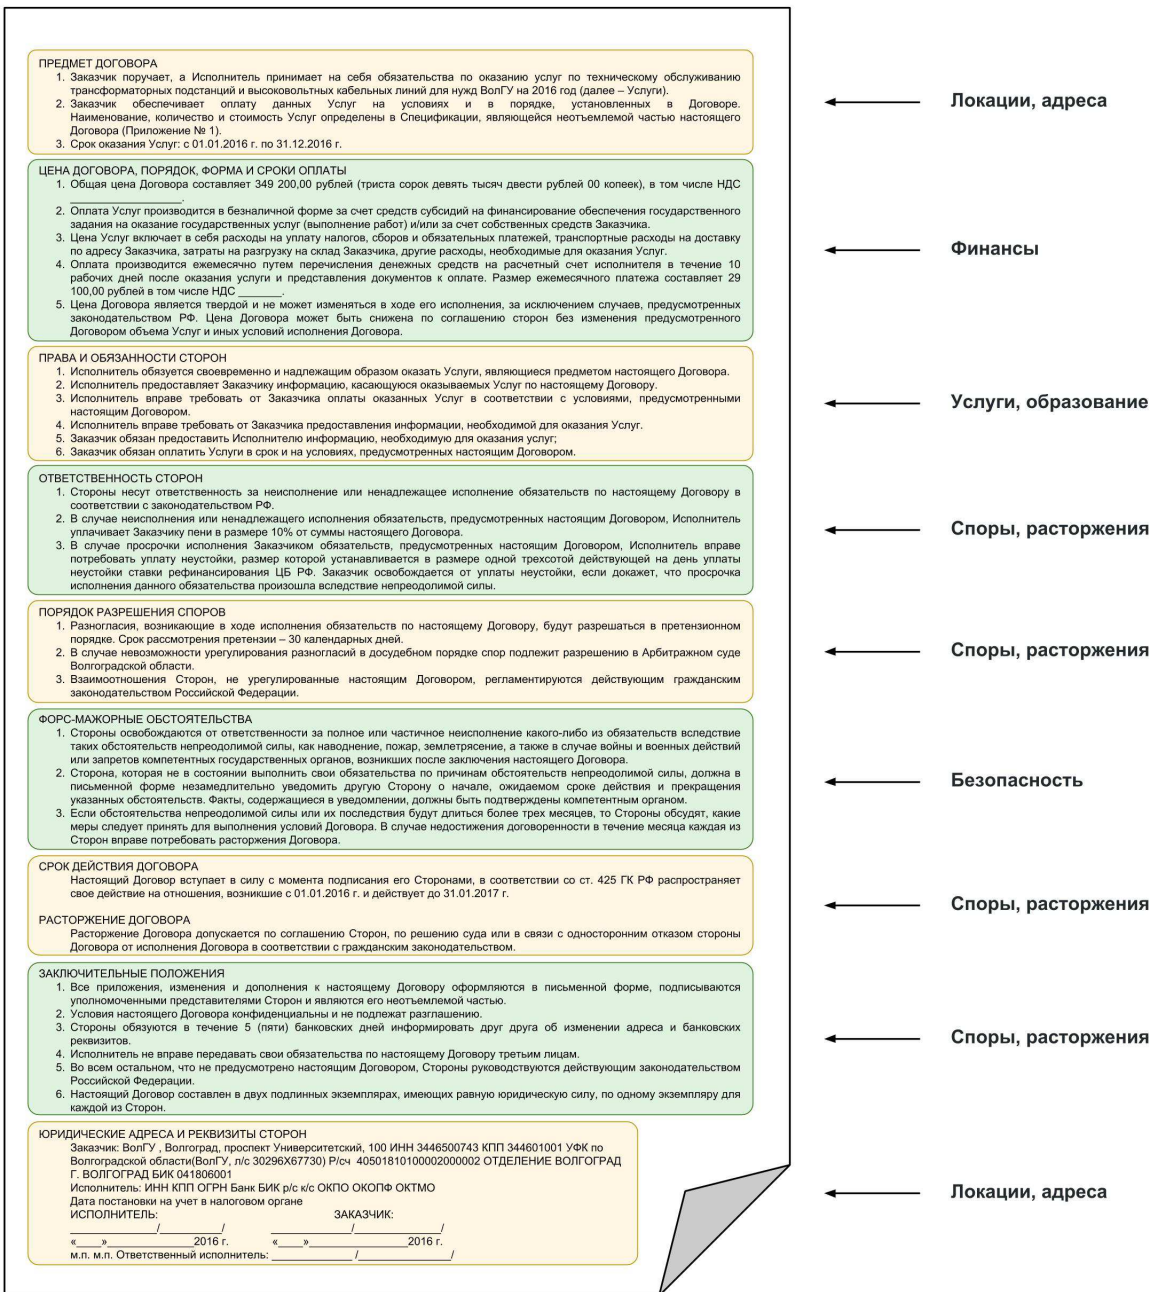 ПРЕДМЕТ ДОГОВОРА
1. Заказчик поручает, а Исполнитель принимает на себя обязательства по оказанию услуг по техническому обслуживанию
трансформаторных подстанций и высоковольтных кабельных линий для нужд ВолГУ на 2016 год (далее – Услуги).
2. Заказчик обеспечивает оплату данных Услуг на условиях и в порядке, установленных в Договоре.
Наименование, количество и стоимость Услуг определены в Спецификации, являющейся неотъемлемой частью настоящего
Договора (Приложение № 1).
3. Срок оказания Услуг: с 01.01.2016 г. по 31.12.2016 г.
Локации, адреса
ЦЕНА ДОГОВОРА, ПОРЯДОК, ФОРМА И СРОКИ ОПЛАТЫ
1. Общая цена Договора составляет 349 200,00 рублей (триста сорок девять тысяч двести рублей 00 копеек), в том числе НДС
___________________.
2. Оплата Услуг производится в безналичной форме за счет средств субсидий на финансирование обеспечения государственного
задания на оказание государственных услуг (выполнение работ) и/или за счет собственных средств Заказчика.
3. Цена Услуг включает в себя расходы на уплату налогов, сборов и обязательных платежей, транспортные расходы на доставку
по адресу Заказчика, затраты на разгрузку на склад Заказчика, другие расходы, необходимые для оказания Услуг.
4. Оплата производится ежемесячно путем перечисления денежных средств на расчетный счет исполнителя в течение 10
рабочих дней после оказания услуги и представления документов к оплате. Размер ежемесячного платежа составляет 29
100,00 рублей в том числе НДС _______.
5. Цена Договора является твердой и не может изменяться в ходе его исполнения, за исключением случаев, предусмотренных
законодательством РФ. Цена Договора может быть снижена по соглашению сторон без изменения предусмотренного
Договором объема Услуг и иных условий исполнения Договора.
Финансы
ПРАВА И ОБЯЗАННОСТИ СТОРОН
1. Исполнитель обязуется своевременно и надлежащим образом оказать Услуги, являющиеся предметом настоящего Договора.
2. Исполнитель предоставляет Заказчику информацию, касающуюся оказываемых Услуг по настоящему Договору.
3. Исполнитель вправе требовать от Заказчика оплаты оказанных Услуг в соответствии с условиями, предусмотренными
настоящим Договором.
4. Исполнитель вправе требовать от Заказчика предоставления информации, необходимой для оказания Услуг.
5. Заказчик обязан предоставить Исполнителю информацию, необходимую для оказания услуг;
6. Заказчик обязан оплатить Услуги в срок и на условиях, предусмотренных настоящим Договором.
Услуги, образование
ОТВЕТСТВЕННОСТЬ СТОРОН
1. Стороны несут ответственность за неисполнение или ненадлежащее исполнение обязательств по настоящему Договору в
соответствии с законодательством РФ.
2. В случае неисполнения или ненадлежащего исполнения обязательств, предусмотренных настоящим Договором, Исполнитель
уплачивает Заказчику пени в размере 10% от суммы настоящего Договора.
3. В случае просрочки исполнения Заказчиком обязательств, предусмотренных настоящим Договором, Исполнитель вправе
потребовать уплату неустойки, размер которой устанавливается в размере одной трехсотой действующей на день уплаты
неустойки ставки рефинансирования ЦБ РФ. Заказчик освобождается от уплаты неустойки, если докажет, что просрочка
исполнения данного обязательства произошла вследствие непреодолимой силы.
Споры, расторжения
ПОРЯДОК РАЗРЕШЕНИЯ СПОРОВ
1. Разногласия, возникающие в ходе исполнения обязательств по настоящему Договору, будут разрешаться в претензионном
порядке. Срок рассмотрения претензии – 30 календарных дней.
2. В случае невозможности урегулирования разногласий в досудебном порядке спор подлежит разрешению в Арбитражном суде
Волгоградской области.
3. Взаимоотношения Сторон, не урегулированные настоящим Договором, регламентируются действующим гражданским
законодательством Российской Федерации.
Споры, расторжения
ФОРС-МАЖОРНЫЕ ОБСТОЯТЕЛЬСТВА
1. Стороны освобождаются от ответственности за полное или частичное неисполнение какого-либо из обязательств вследствие
таких обстоятельств непреодолимой силы, как наводнение, пожар, землетрясение, а также в случае войны и военных действий
или запретов компетентных государственных органов, возникших после заключения настоящего Договора.
2. Сторона, которая не в состоянии выполнить свои обязательства по причинам обстоятельств непреодолимой силы, должна в
письменной форме незамедлительно уведомить другую Сторону о начале, ожидаемом сроке действия и прекращения
указанных обстоятельств. Факты, содержащиеся в уведомлении, должны быть подтверждены компетентным органом.
3. Если обстоятельства непреодолимой силы или их последствия будут длиться более трех месяцев, то Стороны обсудят, какие
меры следует принять для выполнения условий Договора. В случае недостижения договоренности в течение месяца каждая из
Сторон вправе потребовать расторжения Договора.
Безопасность
СРОК ДЕЙСТВИЯ ДОГОВОРА
Настоящий Договор вступает в силу с момента подписания его Сторонами, в соответствии со ст. 425 ГК РФ распространяет
свое действие на отношения, возникшие с 01.01.2016 г. и действует до 31.01.2017 г.
РАСТОРЖЕНИЕ ДОГОВОРА
Расторжение Договора допускается по соглашению Сторон, по решению суда или в связи с односторонним отказом стороны
Договора от исполнения Договора в соответствии с гражданским законодательством.
Споры, расторжения
ЗАКЛЮЧИТЕЛЬНЫЕ ПОЛОЖЕНИЯ
1. Все приложения, изменения и дополнения к настоящему Договору оформляются в письменной форме, подписываются
уполномоченными представителями Сторон и являются его неотъемлемой частью.
2. Условия настоящего Договора конфиденциальны и не подлежат разглашению.
3. Стороны обязуются в течение 5 (пяти) банковских дней информировать друг друга об изменении адреса и банковских
реквизитов.
4. Исполнитель не вправе передавать свои обязательства по настоящему Договору третьим лицам.
5. Во всем остальном, что не предусмотрено настоящим Договором, Стороны руководствуются действующим законодательством
Российской Федерации.
6. Настоящий Договор составлен в двух подлинных экземплярах, имеющих равную юридическую силу, по одному экземпляру для
каждой из Сторон.
Споры, расторжения
ЮРИДИЧЕСКИЕ АДРЕСА И РЕКВИЗИТЫ СТОРОН
Заказчик: ВолГУ , Волгоград, проспект Университетский, 100 ИНН 3446500743 КПП 344601001 УФК по
Волгоградской области(ВолГУ, л/с 30296Х67730) Р/сч 40501810100002000002 ОТДЕЛЕНИЕ ВОЛГОГРАД
Г. ВОЛГОГРАД БИК 041806001
Исполнитель: ИНН КПП ОГРН Банк БИК р/с к/с ОКПО ОКОПФ ОКТМО
Дата постановки на учет в налоговом органе
ИСПОЛНИТЕЛЬ: ЗАКАЗЧИК:
______________/__________/ _____________/______________/
«____»______________2016 г. «____»________________2016 г.
м.п. м.п. Ответственный исполнитель: _____________ /_______________/
Локации, адреса